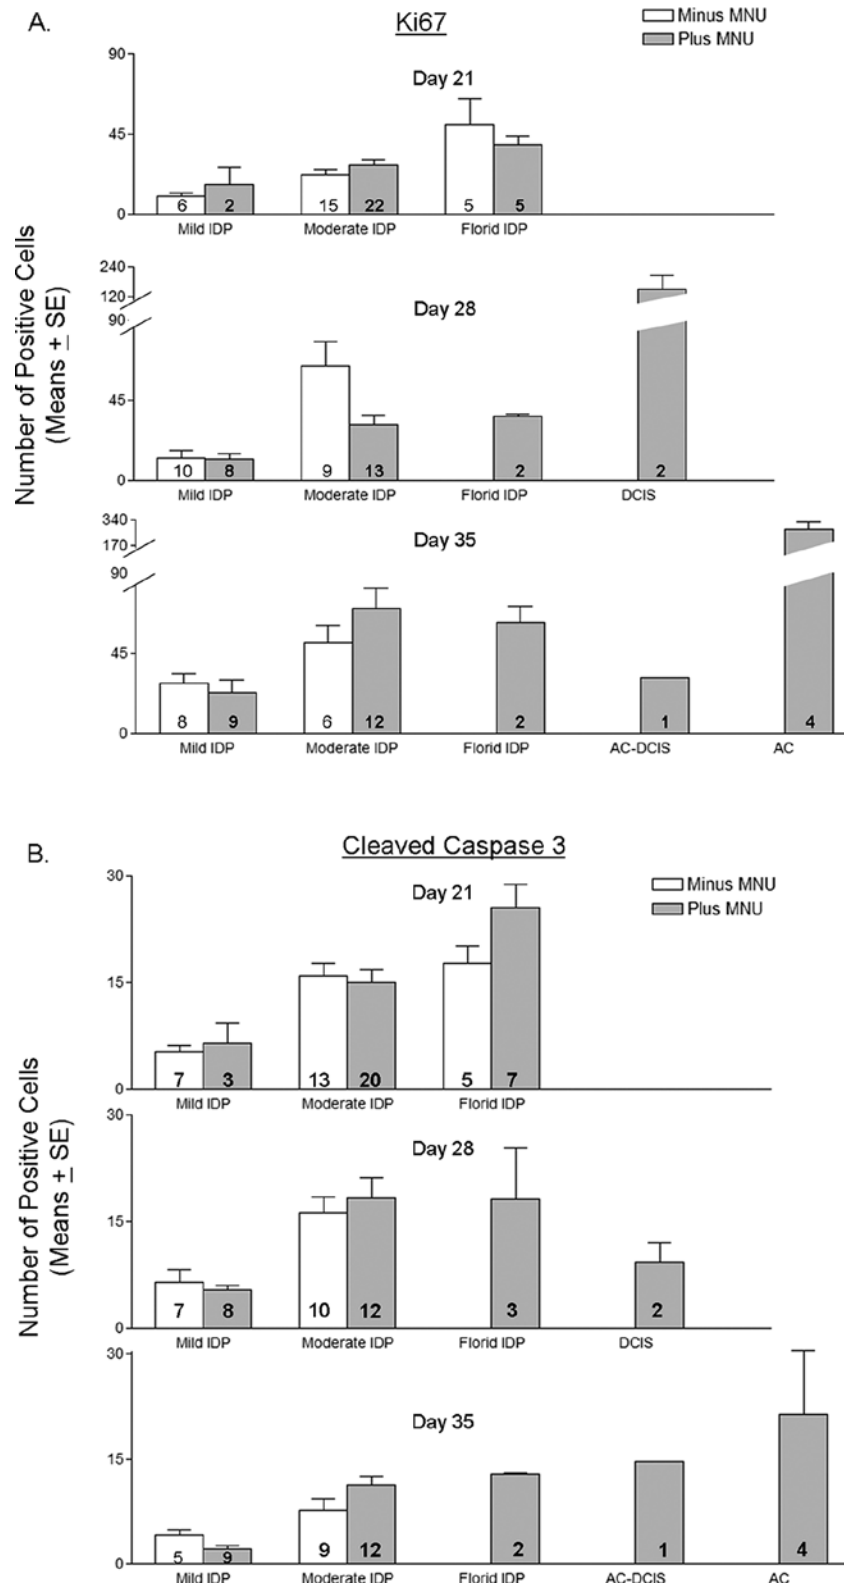 A.
Ki67
Minus MNU
Plus MNU
Number of Positive Cells
(Means ± SE)
Day 21
90
45
0
6 2 15 22 5 5
Mild IDP Moderate IDP Florid IDP
Day 28
240
120
90
45
0
10 8 9 13 2 2
Mild IDP Moderate IDP Florid IDP DCIS
Day 35
340
170
90
45
0
8 9 6 12 2 1 4
Mild IDP Moderate IDP Florid IDP AC-DCIS AC
B.
Cleaved Caspase 3
Minus MNU
Plus MNU
Number of Positive Cells
(Means ± SE)
Day 21
30
15
0
7 3 13 20 5 7
Mild IDP Moderate IDP Florid IDP
Day 28
30
15
0
7 8 10 12 3 2
Mild IDP Moderate IDP Florid IDP DCIS
Day 35
30
15
0
5 9 9 12 2 1 4
Mild IDP Moderate IDP Florid IDP AC-DCIS AC